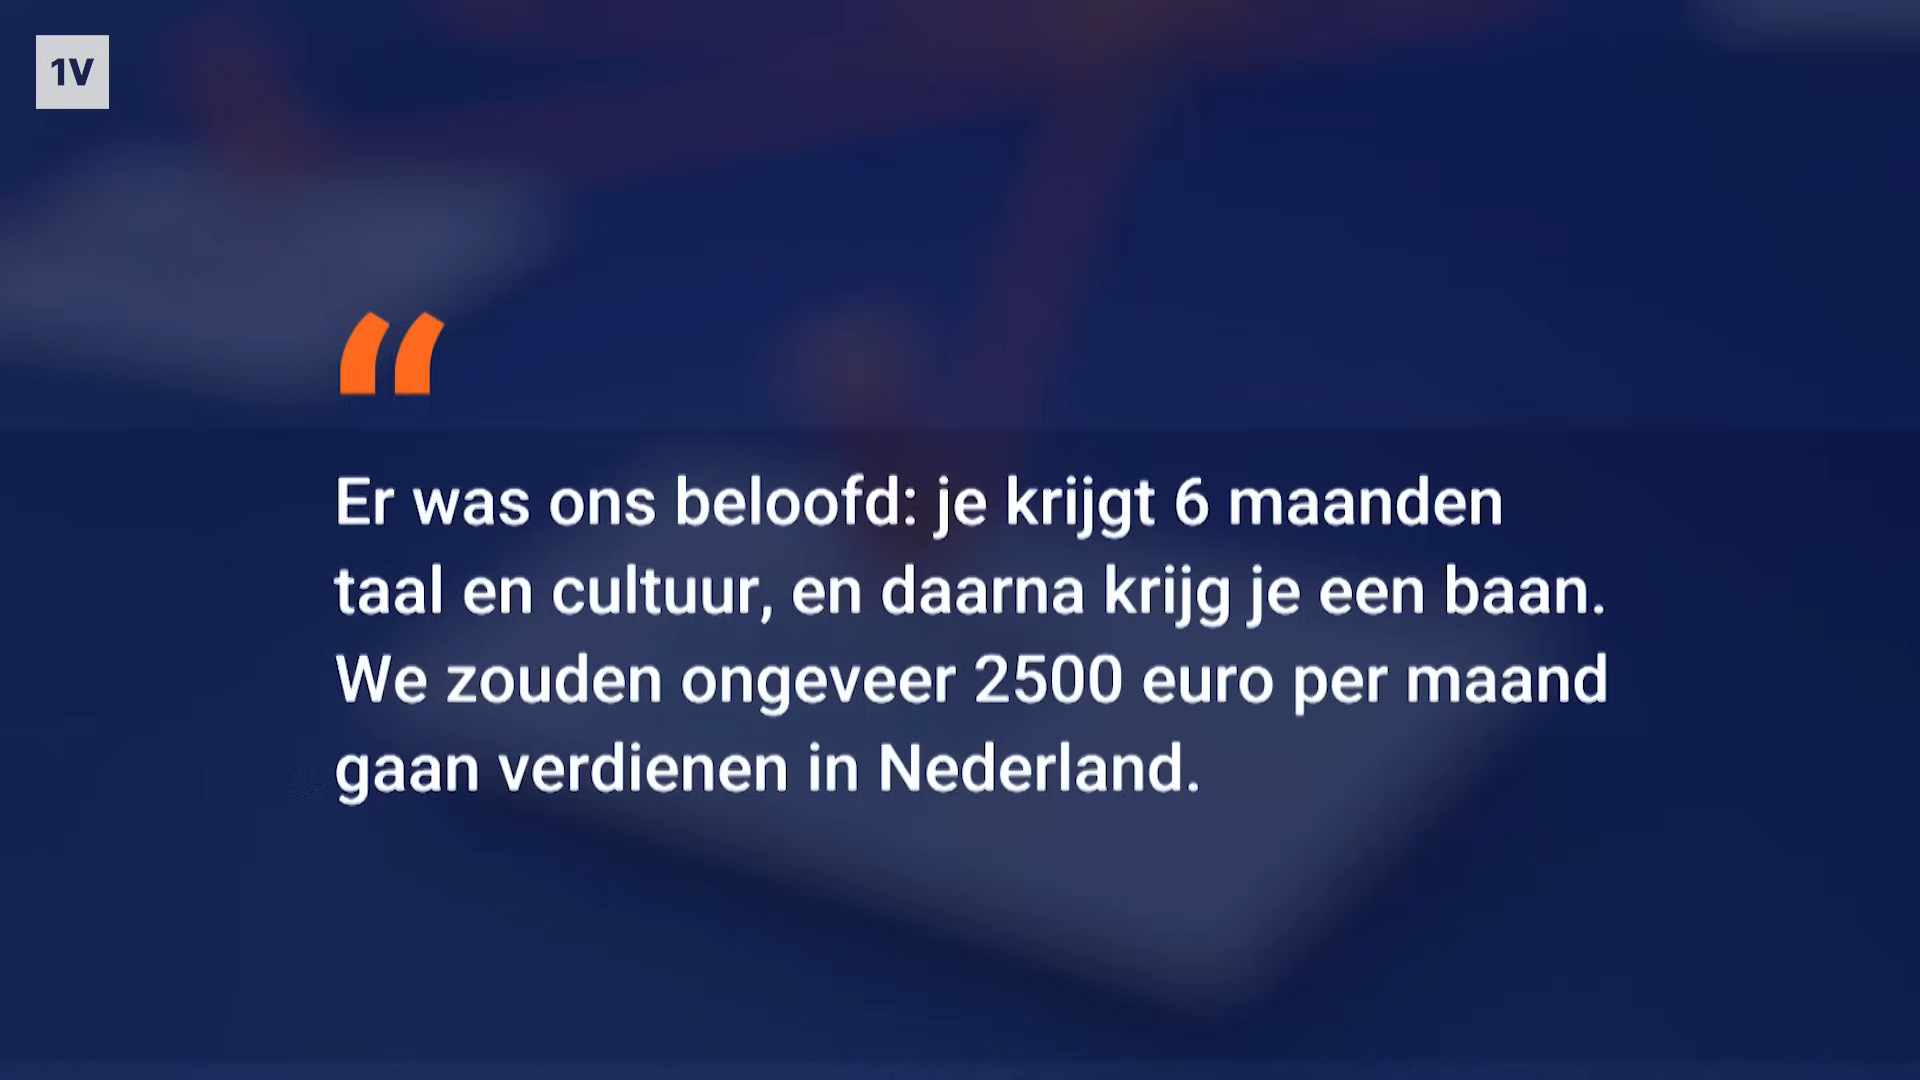 1V
“
Er was ons beloofd: je krijgt 6 maanden
taal en cultuur, en daarna krijg je een baan.
We zouden ongeveer 2500 euro per maand
gaan verdienen in Nederland.